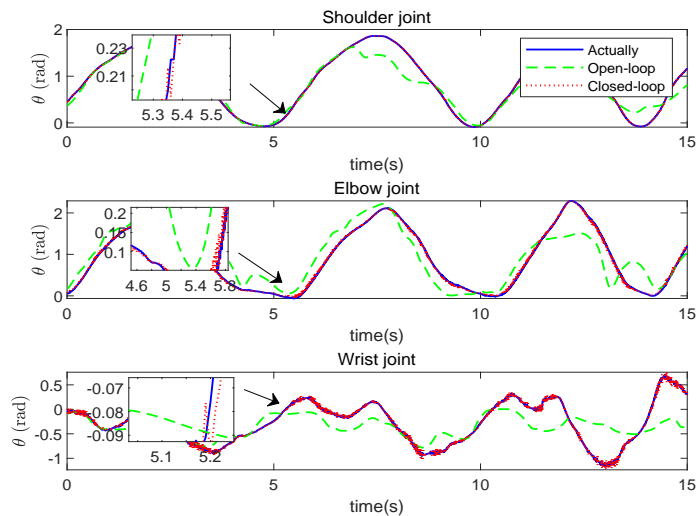 Shoulder joint
2
1
0
θ (rad)
0.23
0.21
5.3 5.4 5.5
Actually
Open-loop
Closed-loop
0 5 10 15
time(s)
Elbow joint
2
1
0
θ (rad)
0.2
0.15
0.1
4.6 5 5.4 5.8
0 5 10 15
time(s)
Wrist joint
0.5
0
-0.5
-1
θ (rad)
-0.07
-0.08
-0.09
5.1 5.2
0 5 10 15
time(s)